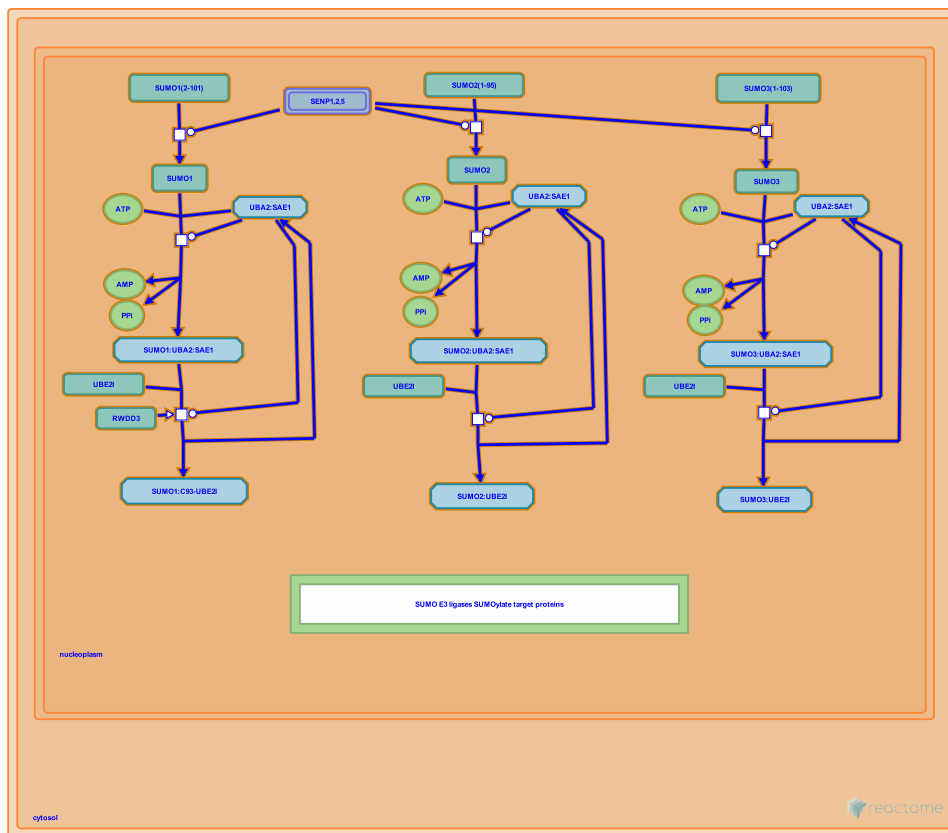 SUMO1(2-101)
SENP1,2,5
SUMO2(1-95)
SUMO3(1-103)
SUMO1
SUMO2
SUMO3
ATP
UBA2:SAE1
ATP
UBA2:SAE1
ATP
UBA2:SAE1
AMP
PPi
AMP
PPi
AMP
PPi
SUMO1:UBA2:SAE1
SUMO2:UBA2:SAE1
SUMO3:UBA2:SAE1
UBE2I
UBE2I
UBE2I
RWDD3
SUMO1:C93-UBE2I
SUMO2:UBE2I
SUMO3:UBE2I
SUMO E3 ligases SUMOylate target proteins
nucleoplasm
cytosol
reactome